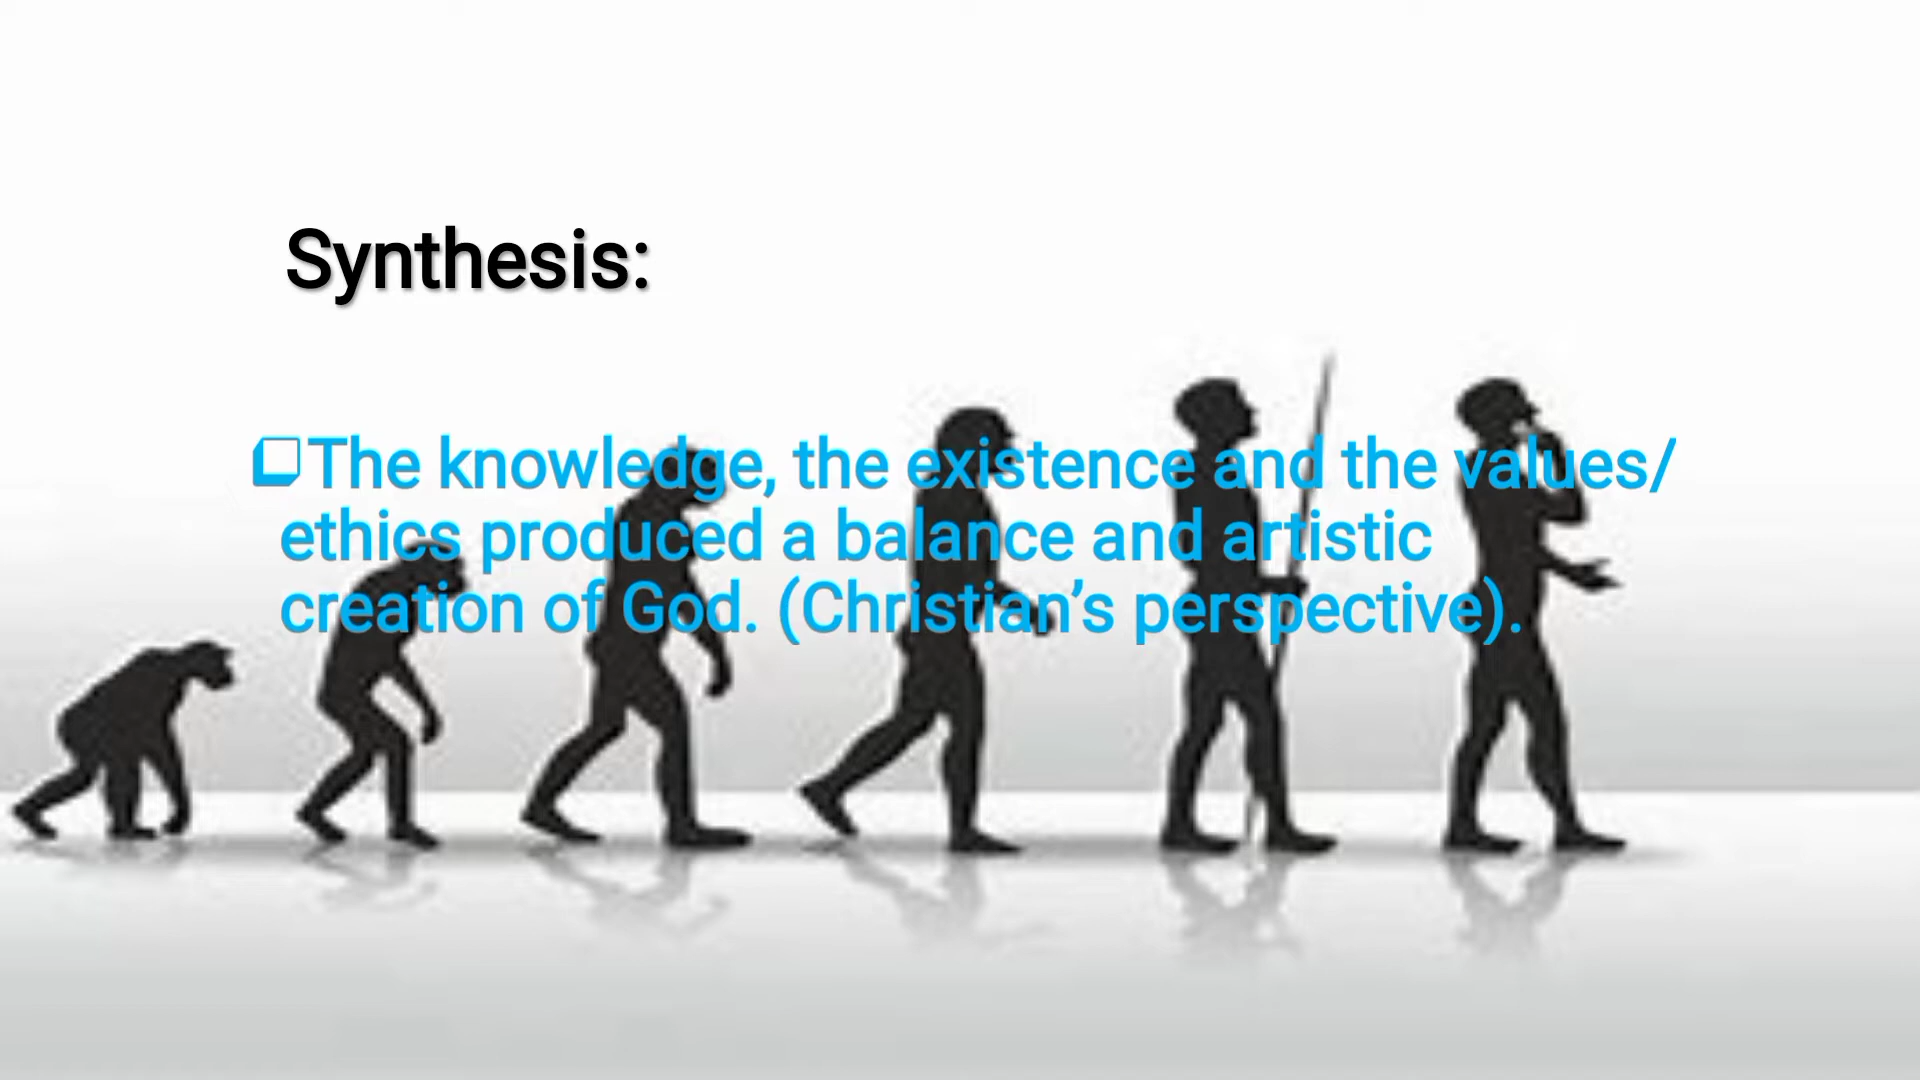 Synthesis:
❑The knowledge, the existence and the values/
ethics produced a balance and artistic
creation of God. (Christian’s perspective).